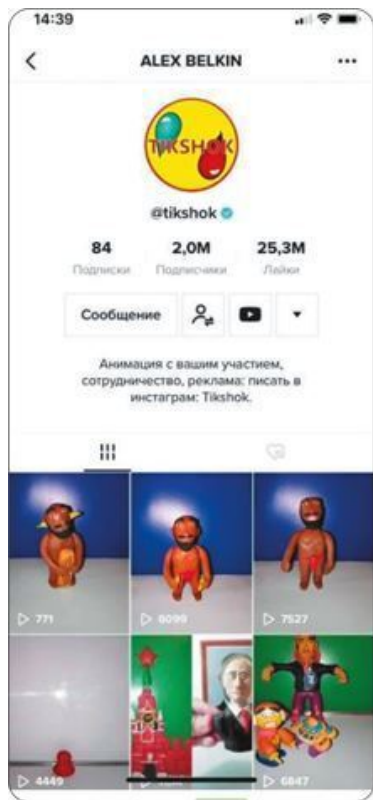 14:39
ALEX BELKIN
TIKSHOK
@tikshok
84 2,0M 25,3M
Подписки Подписчики Лайки
Сообщение
Анимация с вашим участием,
сотрудничество, реклама: писать в
инстаграм: Tikshok.
771 8099 7527
4449 6847